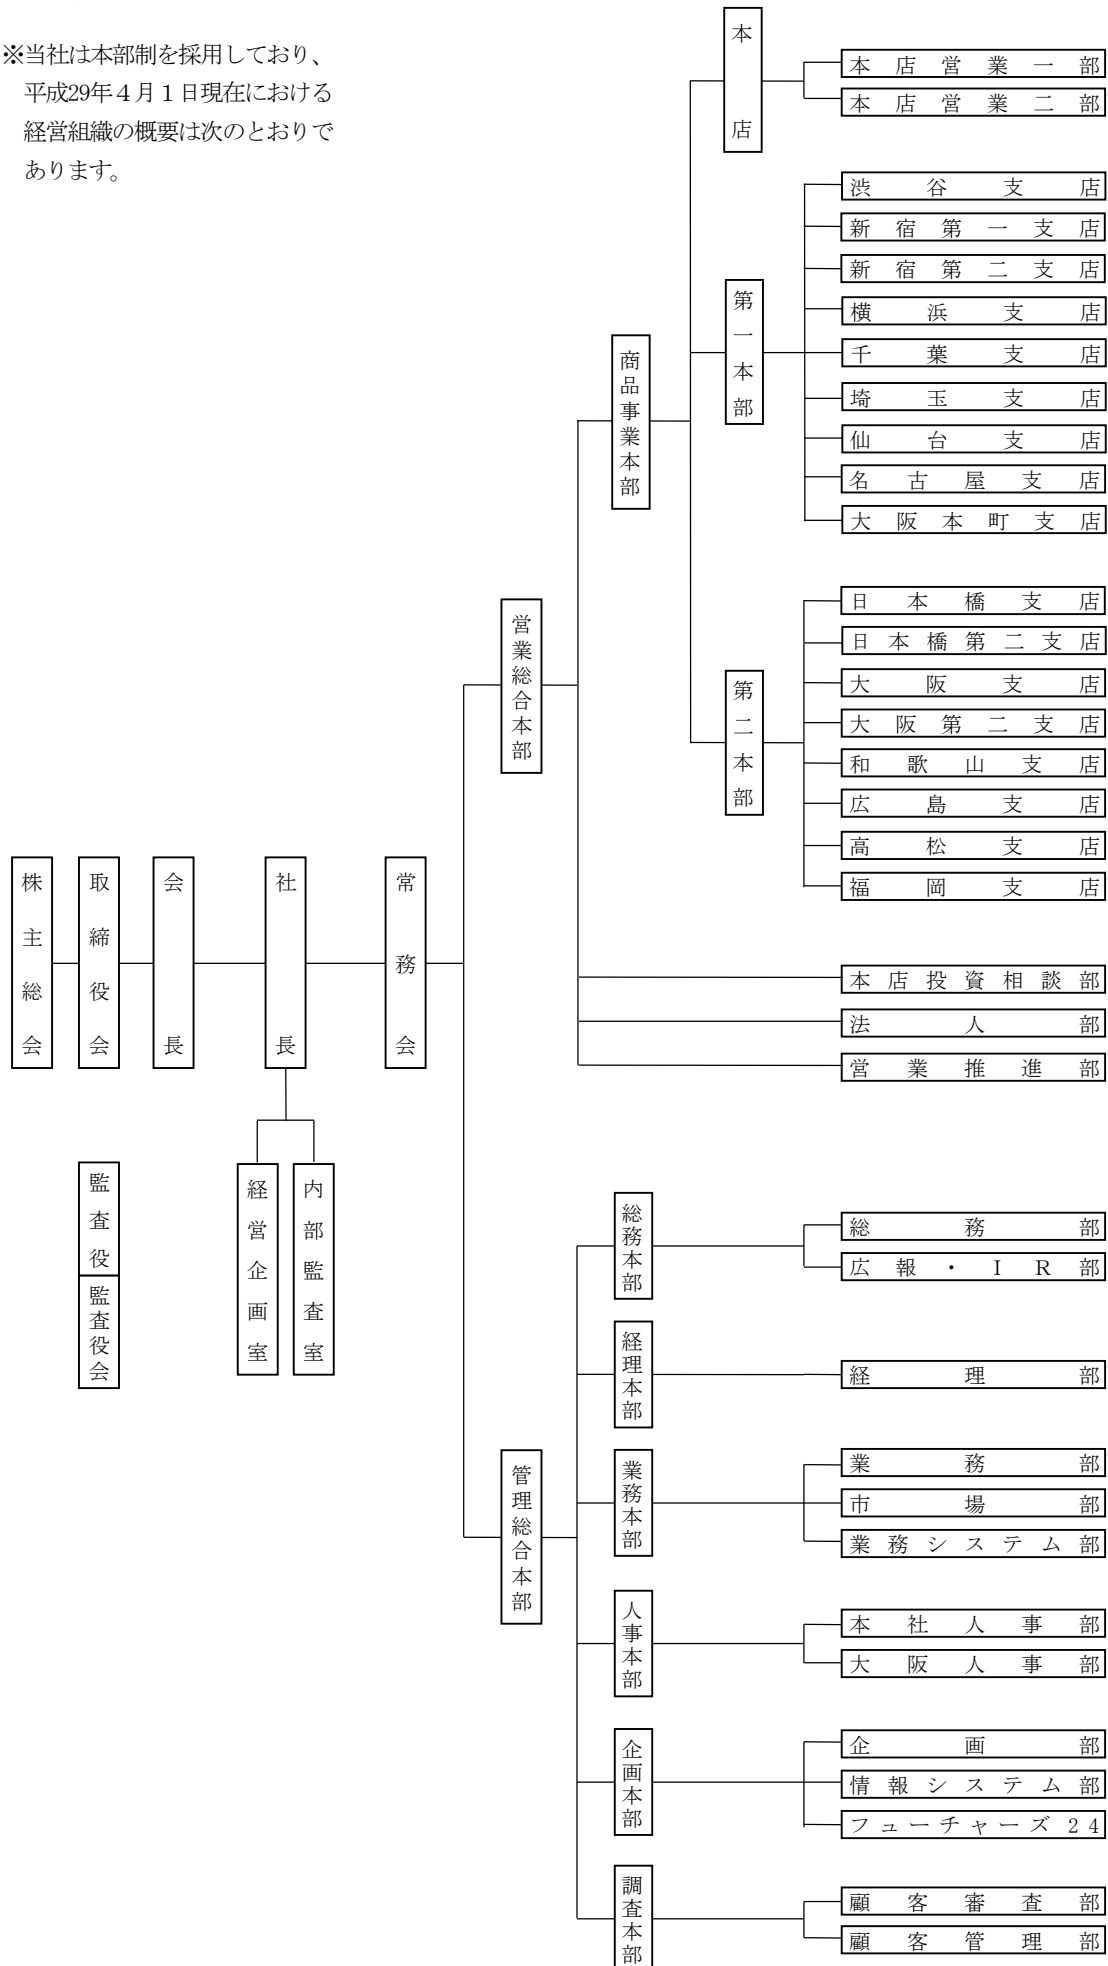 ※当社は本部制を採用しており、
平成29年４月１日現在における
経営組織の概要は次のとおりで
あります。
株主総会
取締役会
会長
社長
常務会
監査役
監査役会
経営企画室
内部監査室
営業総合本部
商品事業本部
本店
本店営業一部
本店営業二部
第一本部
渋谷支店
新宿第一支店
新宿第二支店
横浜支店
千葉支店
埼玉支店
仙台支店
名古屋支店
大阪本町支店
第二本部
日本橋支店
日本橋第二支店
大阪支店
大阪第二支店
和歌山支店
広島支店
高松支店
福岡支店
本店投資相談部
法人部
営業推進部
管理総合本部
総務本部
総務部
広報・ＩＲ部
経理本部
経理部
業務本部
業務部
市場部
業務システム部
人事本部
本社人事部
大阪人事部
企画本部
企画部
情報システム部
フューチャーズ24
調査本部
顧客審査部
顧客管理部